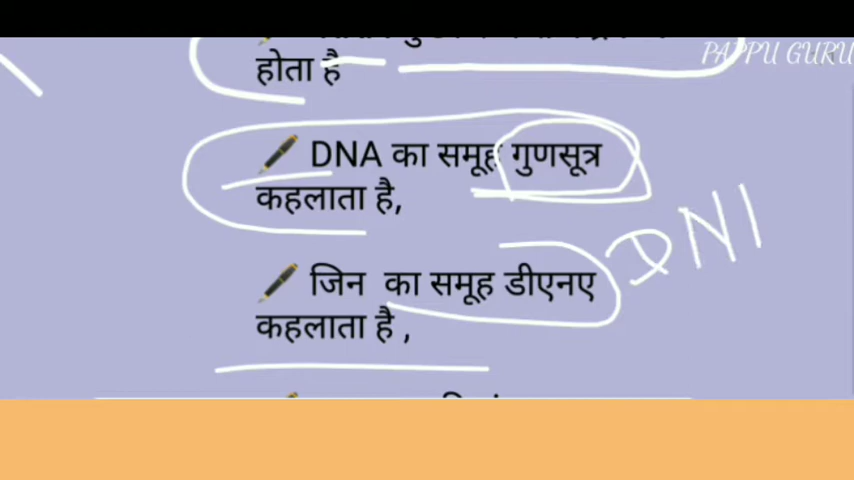 PAPPU GURU
होता है
DNA का समूह गुणसूत्र
कहलाता है,
DNI
जिन का समूह डीएनए
कहलाता है ,